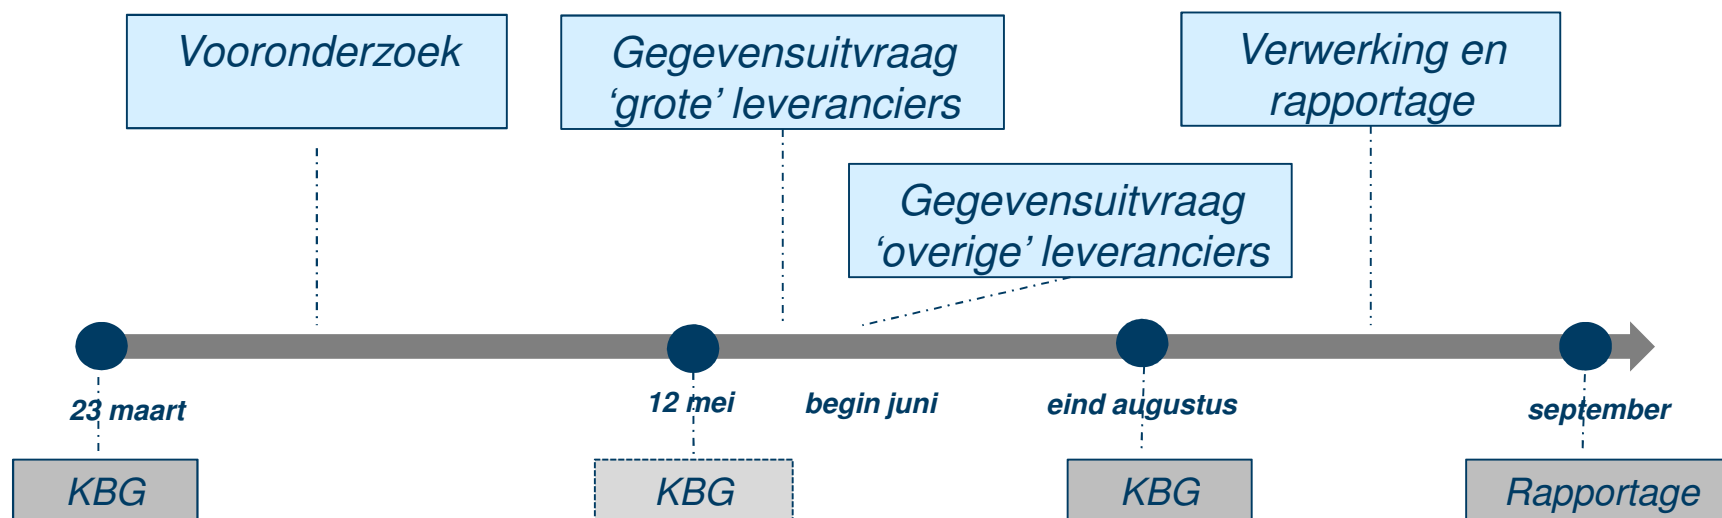 Vooronderzoek
Gegevensuitvraag
‘grote’ leveranciers
Verwerking en
rapportage
Gegevensuitvraag
‘overige’ leveranciers
23 maart
12 mei
begin juni
eind augustus
september
KBG
KBG
KBG
Rapportage